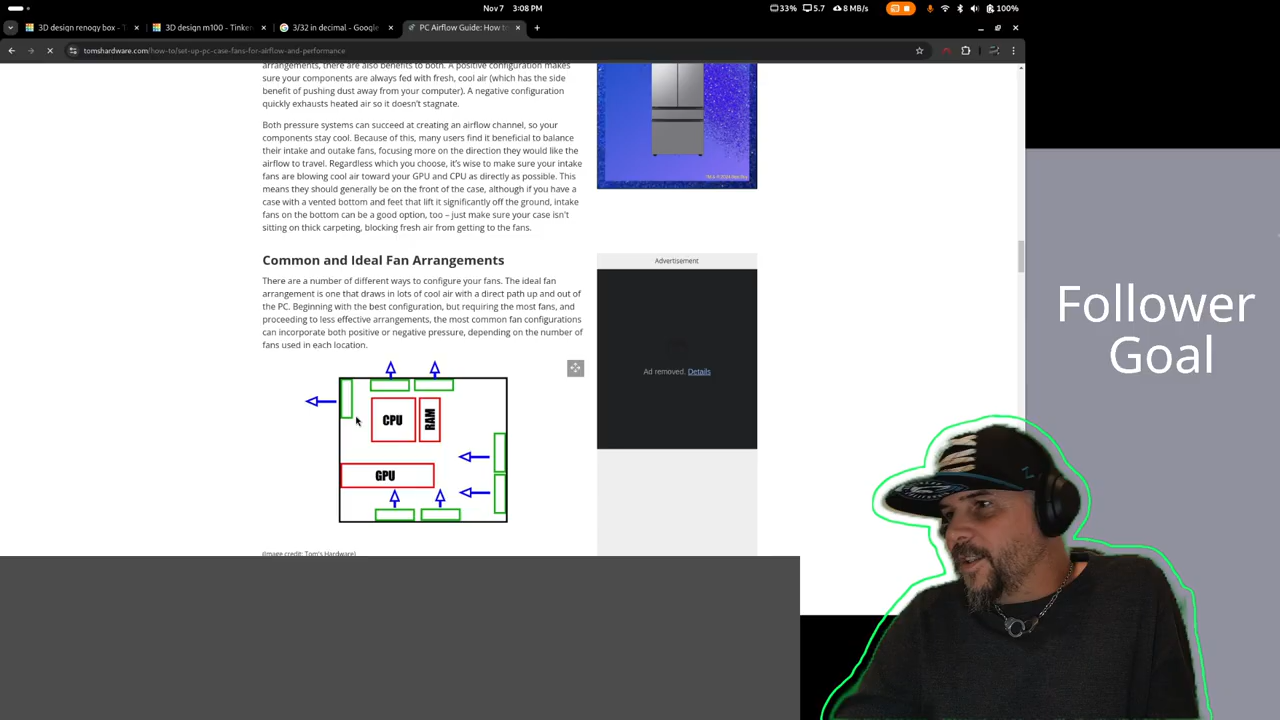 Nov 7 3:08 PM
33% 5.7 8 MB/s 100%
3D design renogy box - T
3D design m100 - Tinker
3/32 in decimal - Google
PC Airflow Guide: How to
tomshardware.com/how-to/set-up-pc-case-fans-for-airflow-and-performance
arrangements, there are also benefits to both. A positive configuration makes
sure your components are always fed with fresh, cool air (which has the side
benefit of pushing dust away from your computer). A negative configuration
quickly exhausts heated air so it doesn't stagnate.
Both pressure systems can succeed at creating an airflow channel, so your
components stay cool. Because of this, many users find it beneficial to balance
their intake and outake fans, focusing more on the direction they would like the
airflow to travel. Regardless which you choose, it's wise to make sure your intake
fans are blowing cool air toward your GPU and CPU as directly as possible. This
means they should generally be on the front of the case, although if you have a
case with a vented bottom and feet that lift it significantly off the ground, intake
fans on the bottom can be a good option, too – just make sure your case isn't
sitting on thick carpeting, blocking fresh air from getting to the fans.
Common and Ideal Fan Arrangements
There are a number of different ways to configure your fans. The ideal fan
arrangement is one that draws in lots of cool air with a direct path up and out of
the PC. Beginning with the best configuration, but requiring the most fans, and
proceeding to less effective arrangements, the most common fan configurations
can incorporate both positive or negative pressure, depending on the number of
fans used in each location.
CPU
RAM
GPU
(Image credit: Tom's Hardware)
Advertisement
Ad removed. Details
Follower
Goal